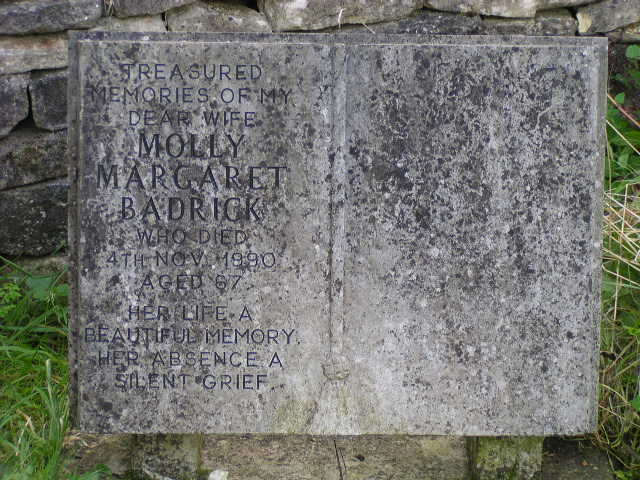 TREASURED
MEMORIES OF MY
DEAR WIFE
MOLLY
MARGARET
BADRICK
WHO DIED
4TH NOV. 1990
AGED 67.
HER LIFE A
BEAUTIFUL MEMORY,
HER ABSENCE A
SILENT GRIEF.